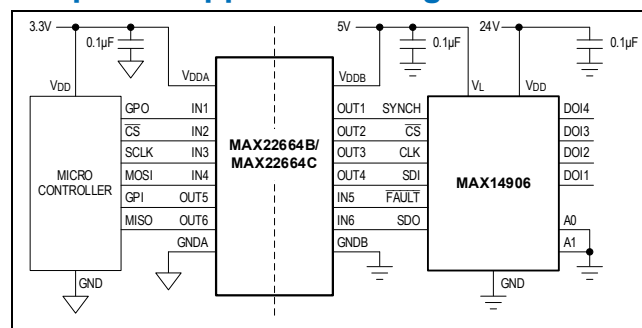 3.3V 5V 24V
0.1µF 0.1µF 0.1µF
VDD VDDA VDDB VL VDD
GPO IN1 OUT1 SYNCH DOI4
CS IN2 OUT2 CS DOI3
SCLK IN3 OUT3 CLK DOI2
MOSI IN4 OUT4 SDI DOI1
MICRO CONTROLLER
MAX22664B/
MAX22664C
MAX14906
GPI OUT5 IN5 FAULT A0
MISO OUT6 IN6 SDO A1
GNDA GNDB
GND GND